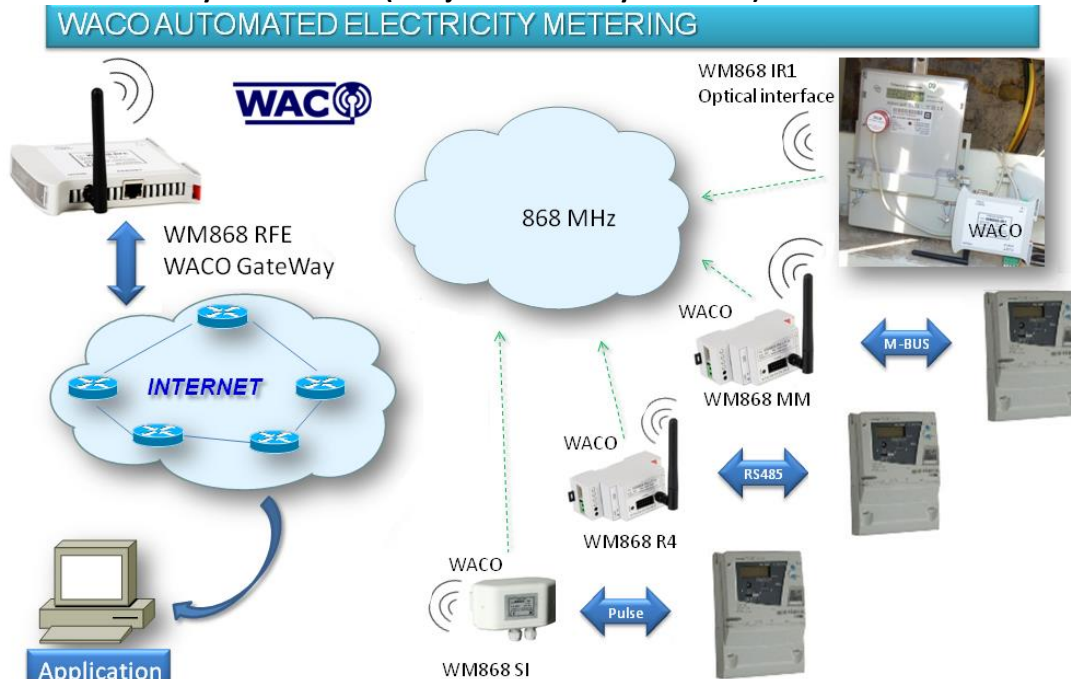 WACO AUTOMATED ELECTRICITY METERING
WACO
WM868 IR1
Optical interface
WACO
868 MHz
WM868 RFE
WACO GateWay
WACO
M-BUS
WM868 MM
INTERNET
WACO
RS485
WM868 R4
WACO
Pulse
WM868 SI
Application